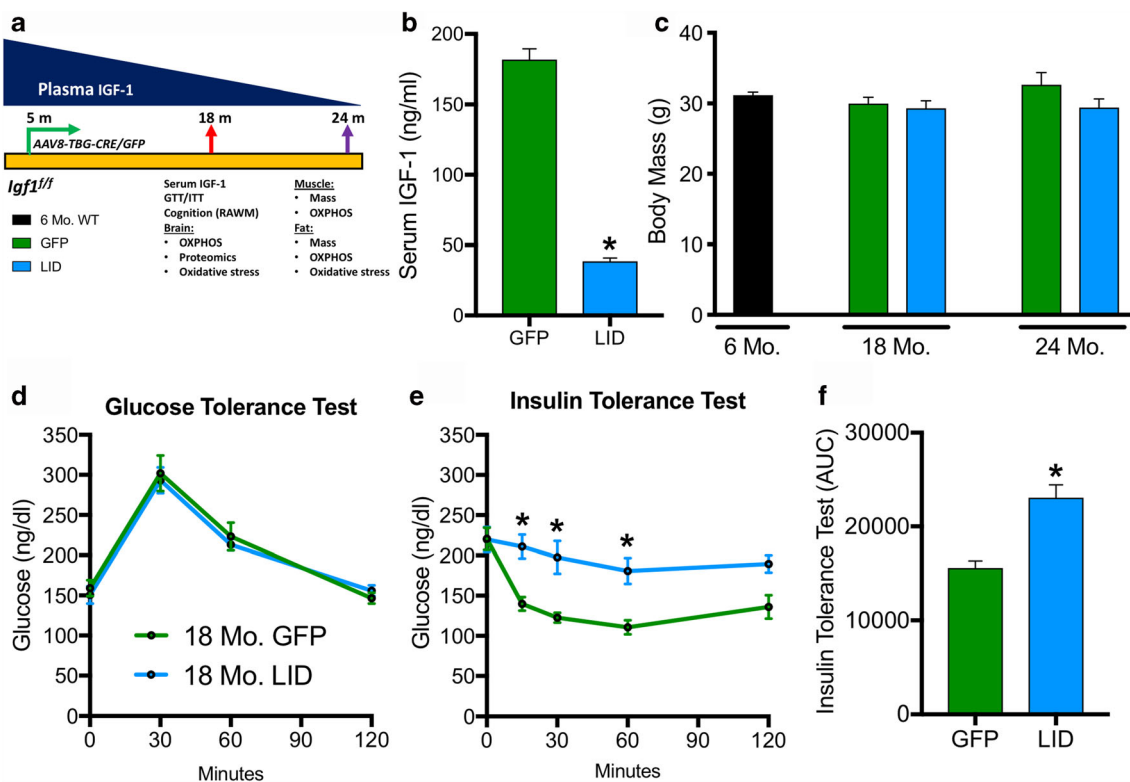 a
Plasma IGF-1
5 m
18 m
24 m
AAV8-TBG-CRE/GFP
Igf1f/f
6 Mo. WT
GFP
LID
Serum IGF-1
GTT/ITT
Cognition (RAWM)
Brain:
• OXPHOS
• Proteomics
• Oxidative stress
Muscle:
• Mass
• OXPHOS
Fat:
• Mass
• OXPHOS
• Oxidative stress
b
Serum IGF-1 (ng/ml)
200
150
100
50
0
*
GFP
LID
c
Body Mass (g)
40
30
20
10
0
6 Mo.
18 Mo.
24 Mo.
d
Glucose Tolerance Test
Glucose (ng/dl)
350
300
250
200
150
100
50
0
18 Mo. GFP
18 Mo. LID
0 30 60 90 120
Minutes
e
Insulin Tolerance Test
Glucose (ng/dl)
350
300
250
200
150
100
50
0
* * *
0 30 60 90 120
Minutes
f
Insulin Tolerance Test (AUC)
30000
20000
10000
0
*
GFP
LID